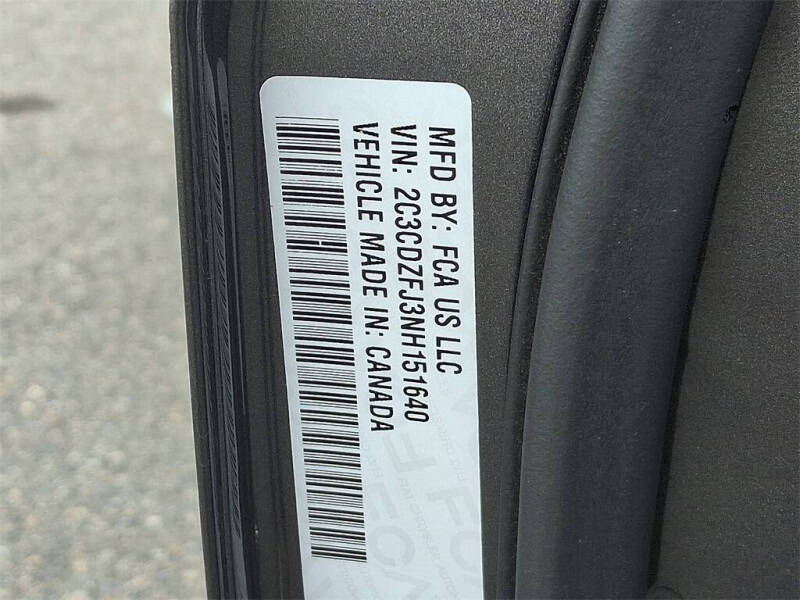 MFD BY: FCA US LLC
VIN: 2C3CDZFJ3NH151640
VEHICLE MADE IN: CANADA